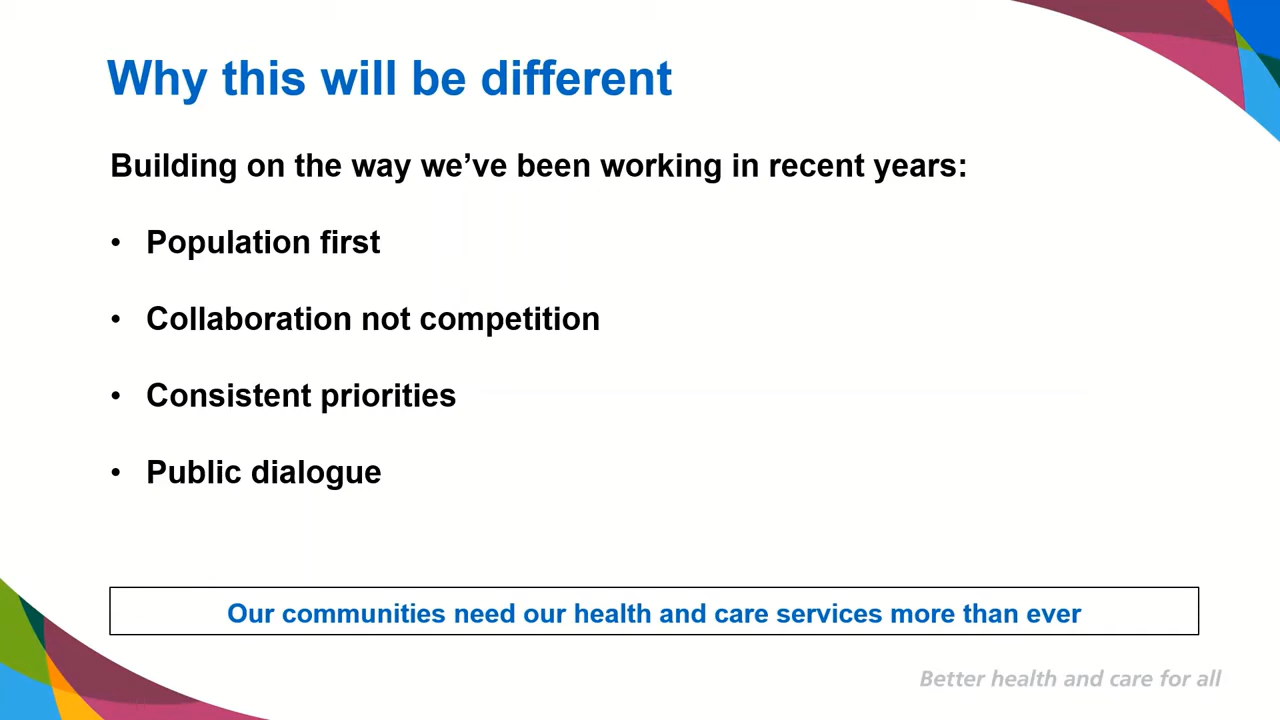 Why this will be different
Building on the way we’ve been working in recent years:
• Population first
• Collaboration not competition
• Consistent priorities
• Public dialogue
Our communities need our health and care services more than ever
Better health and care for all